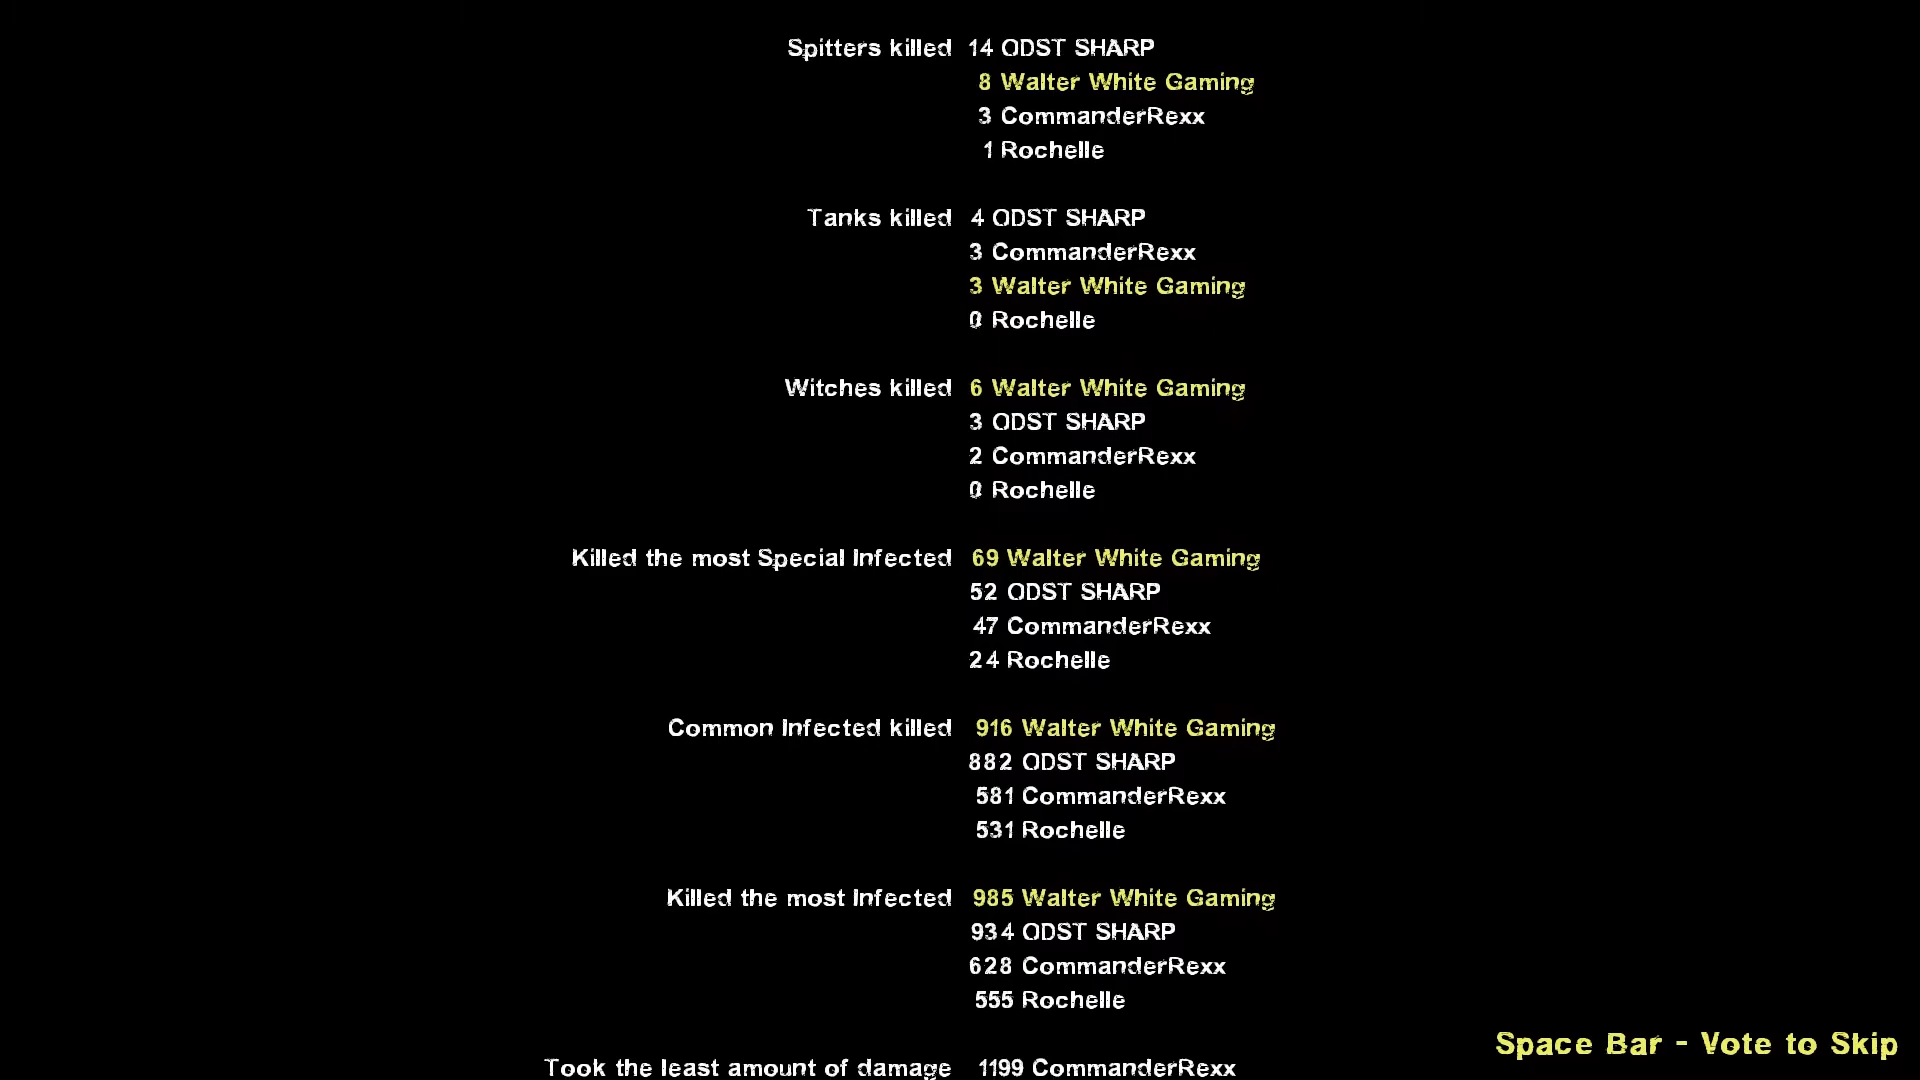 Spitters killed 14 ODST SHARP
8 Walter White Gaming
3 CommanderRexx
1 Rochelle
Tanks killed 4 ODST SHARP
3 CommanderRexx
3 Walter White Gaming
0 Rochelle
Witches killed 6 Walter White Gaming
3 ODST SHARP
2 CommanderRexx
0 Rochelle
Killed the most Special Infected 69 Walter White Gaming
52 ODST SHARP
47 CommanderRexx
24 Rochelle
Common Infected killed 916 Walter White Gaming
882 ODST SHARP
581 CommanderRexx
531 Rochelle
Killed the most Infected 985 Walter White Gaming
934 ODST SHARP
628 CommanderRexx
555 Rochelle
Space Bar - Vote to Skip
Took the least amount of damage 1199 CommanderRexx